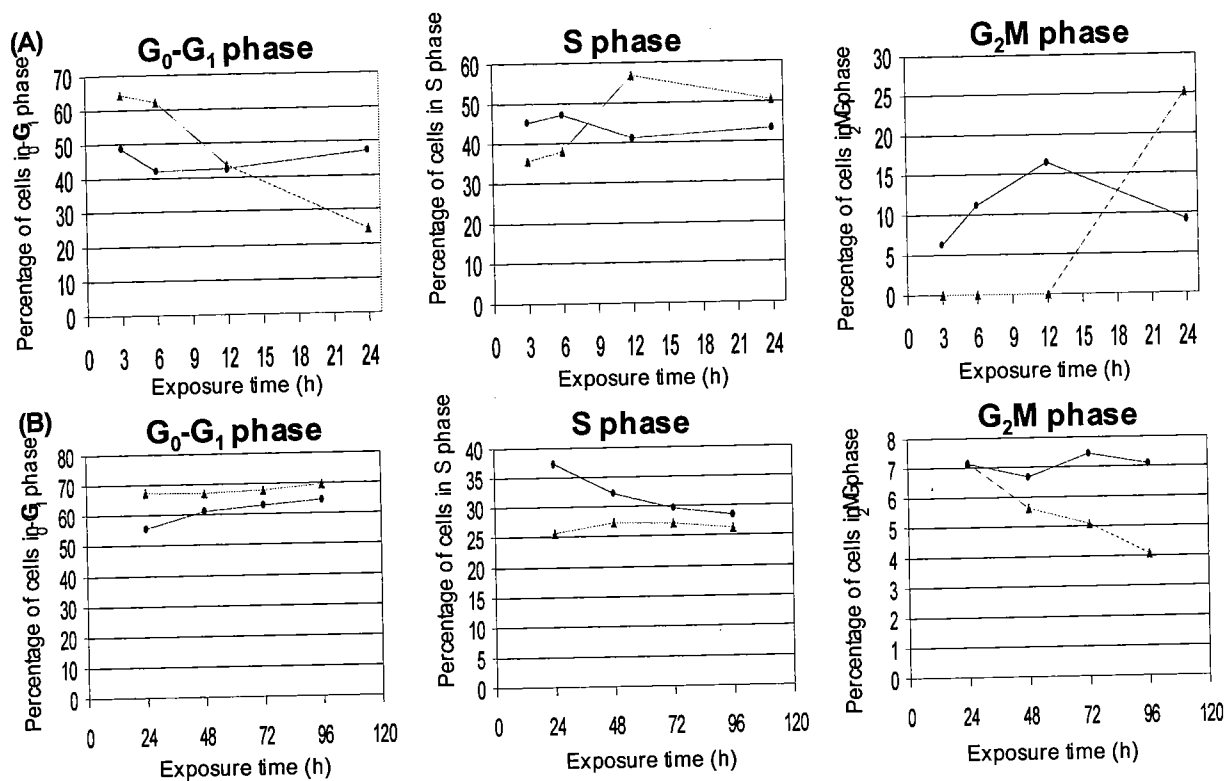 (A)
G₀-G₁ phase
Percentage of cells in G₀-G₁ phase
70
60
50
40
30
20
10
0
0 3 6 9 12 15 18 21 24
Exposure time (h)
S phase
Percentage of cells in S phase
60
50
40
30
20
10
0
0 3 6 9 12 15 18 21 24
Exposure time (h)
G₂M phase
Percentage of cells in G₂M phase
30
25
20
15
10
5
0
0 3 6 9 12 15 18 21 24
Exposure time (h)
(B)
G₀-G₁ phase
Percentage of cells in G₀-G₁ phase
80
70
60
50
40
30
20
10
0
0 24 48 72 96 120
Exposure time (h)
S phase
Percentage of cells in S phase
40
35
30
25
20
15
10
5
0
0 24 48 72 96 120
Exposure time (h)
G₂M phase
Percentage of cells in G₂M phase
8
7
6
5
4
3
2
1
0
0 24 48 72 96 120
Exposure time (h)